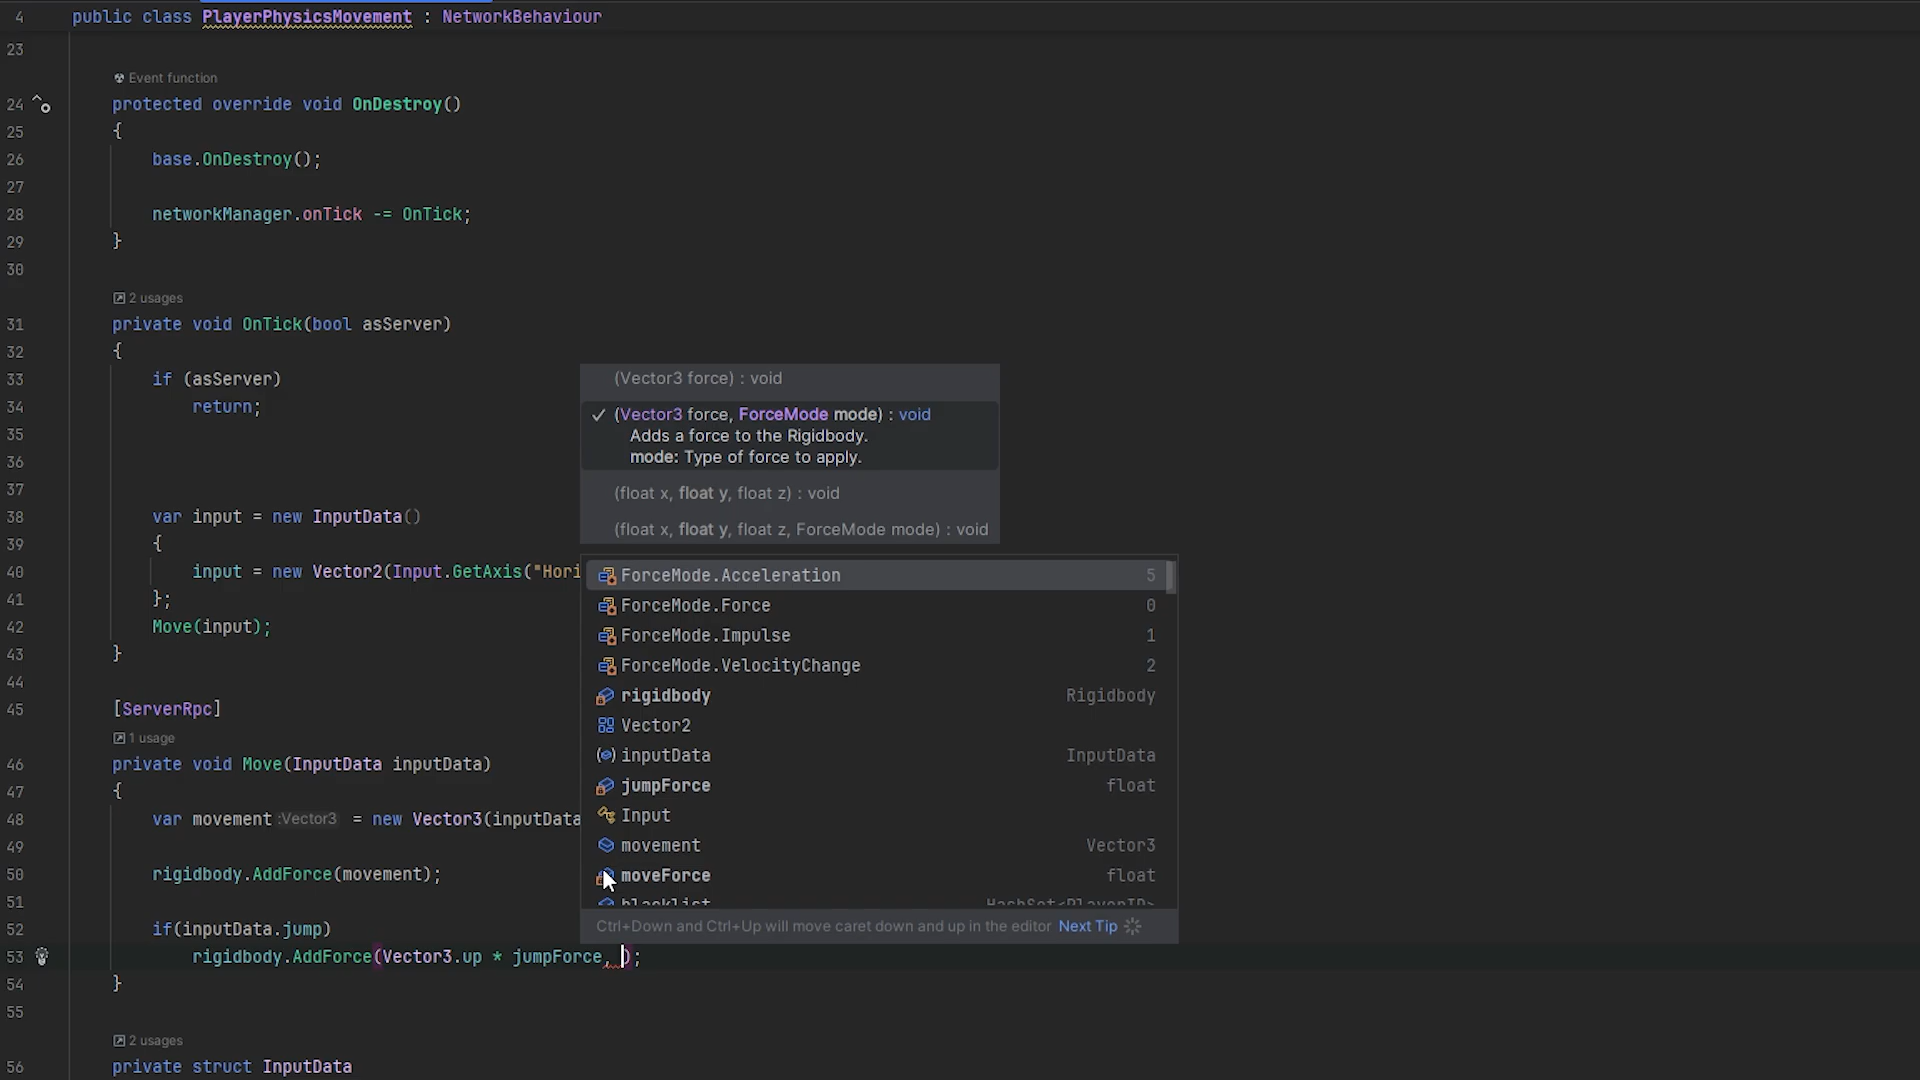 4 public class PlayerPhysicsMovement : NetworkBehaviour
23
Event function
24 protected override void OnDestroy()
25 {
26 base.OnDestroy();
27
28 networkManager.onTick -= OnTick;
29 }
30
2 usages
31 private void OnTick(bool asServer)
32 {
33 if (asServer)
34 return;
35
36
37
38 var input = new InputData()
39 {
40 input = new Vector2(Input.GetAxis("Hori
41 };
42 Move(input);
43 }
44
45 [ServerRpc]
1 usage
46 private void Move(InputData inputData)
47 {
48 var movement :Vector3 = new Vector3(inputData
49
50 rigidbody.AddForce(movement);
51
52 if(inputData.jump)
53 rigidbody.AddForce(Vector3.up * jumpForce, );
54 }
55
2 usages
56 private struct InputData
(Vector3 force) : void
(Vector3 force, ForceMode mode) : void
Adds a force to the Rigidbody.
mode: Type of force to apply.
(float x, float y, float z) : void
(float x, float y, float z, ForceMode mode) : void
ForceMode.Acceleration 5
ForceMode.Force 0
ForceMode.Impulse 1
ForceMode.VelocityChange 2
rigidbody Rigidbody
Vector2
inputData InputData
jumpForce float
Input
movement Vector3
moveForce float
blacklist HashSet<PlayerID>
Ctrl+Down and Ctrl+Up will move caret down and up in the editor Next Tip